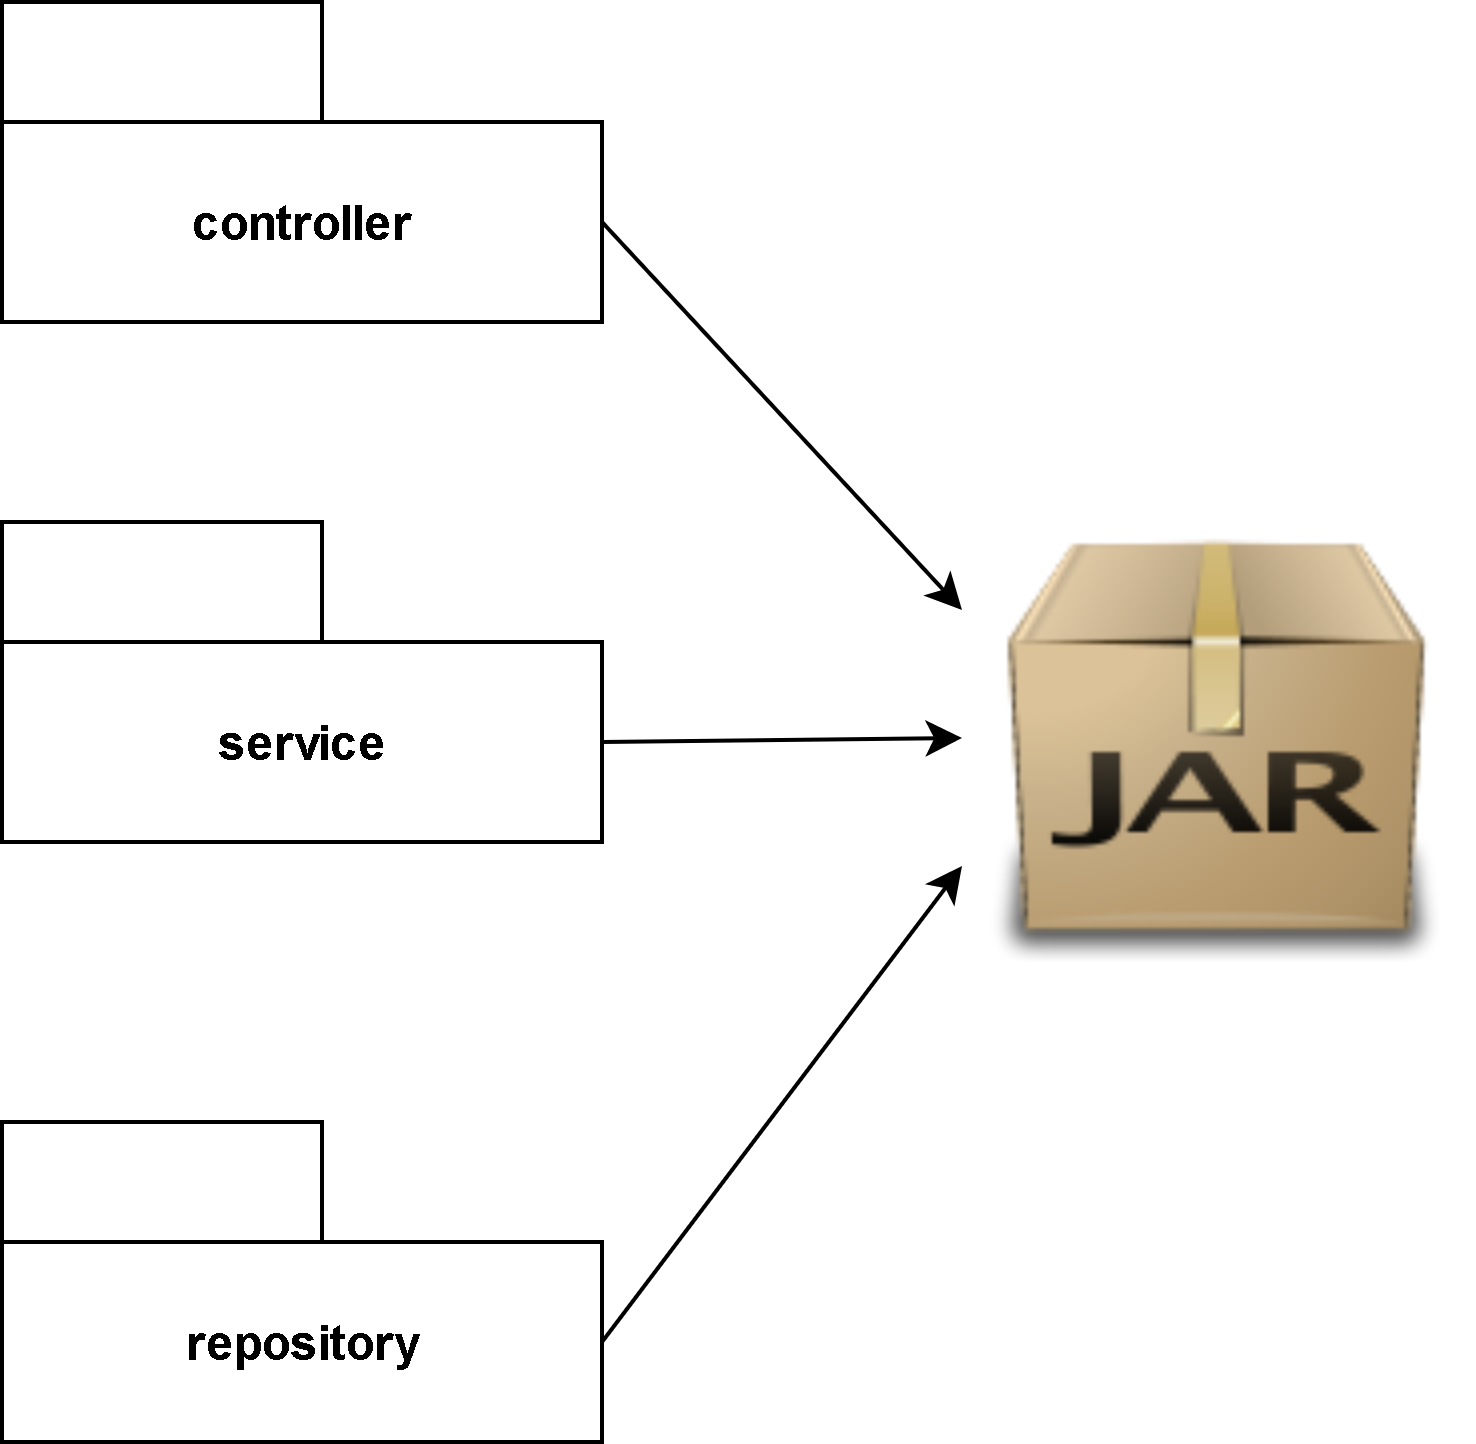 controller
service
JAR
repository